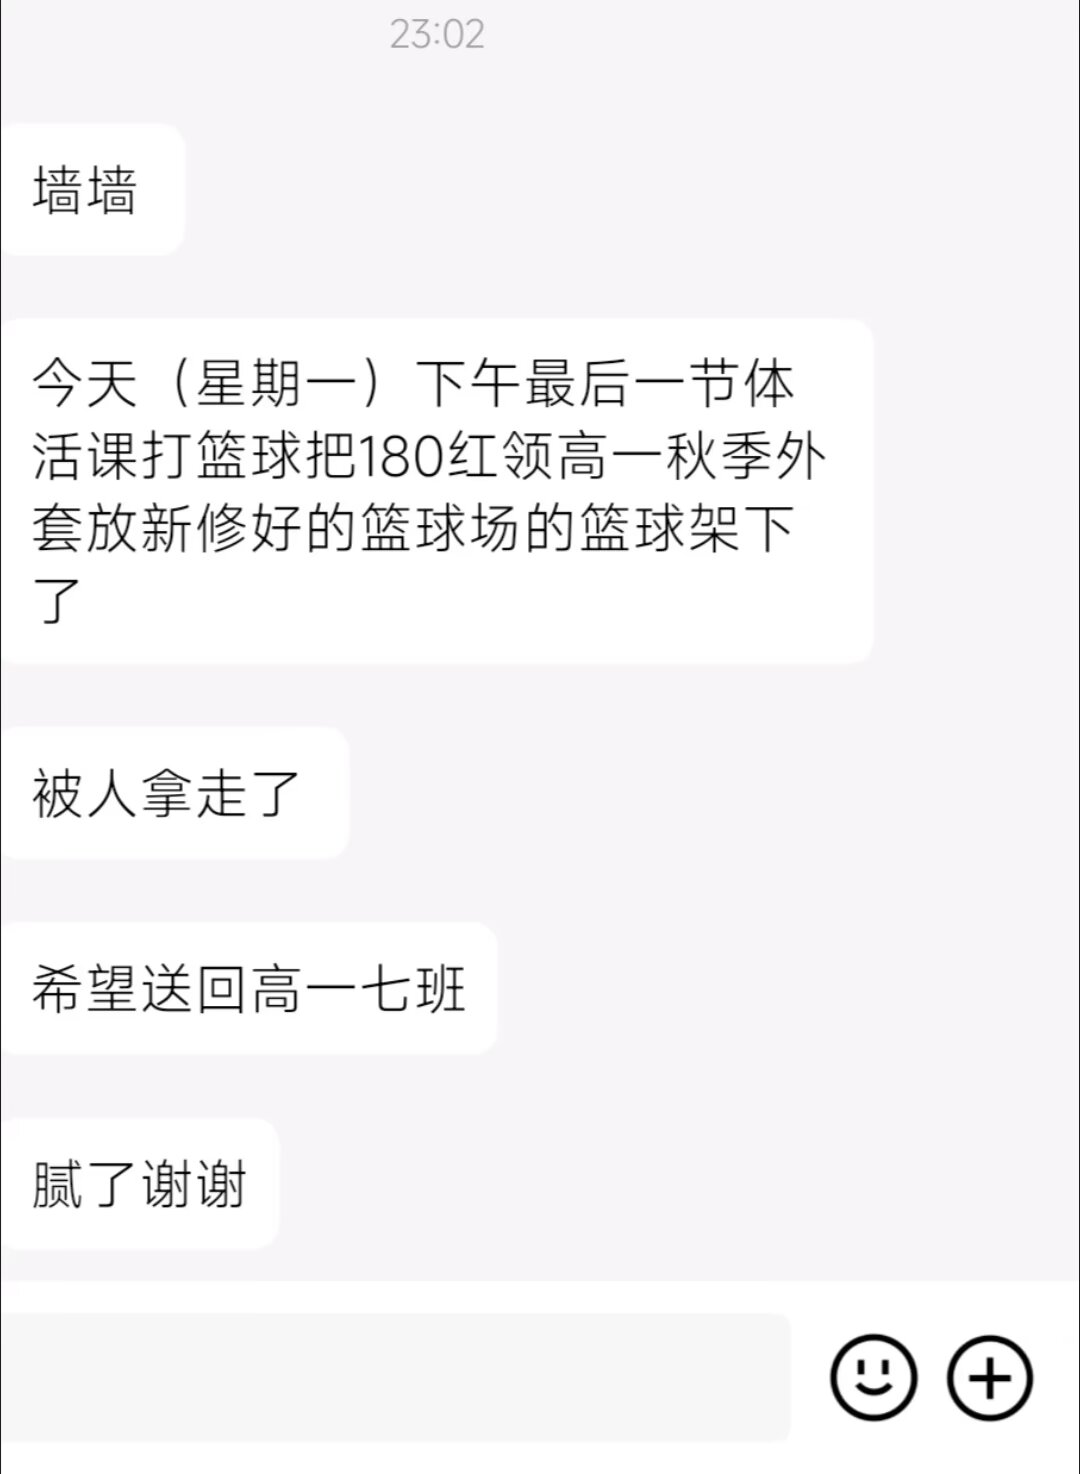 23:02
墙墙
今天（星期一）下午最后一节体
活课打篮球把180红领高一秋季外
套放新修好的篮球场的篮球架下
了
被人拿走了
希望送回高一七班
腻了谢谢